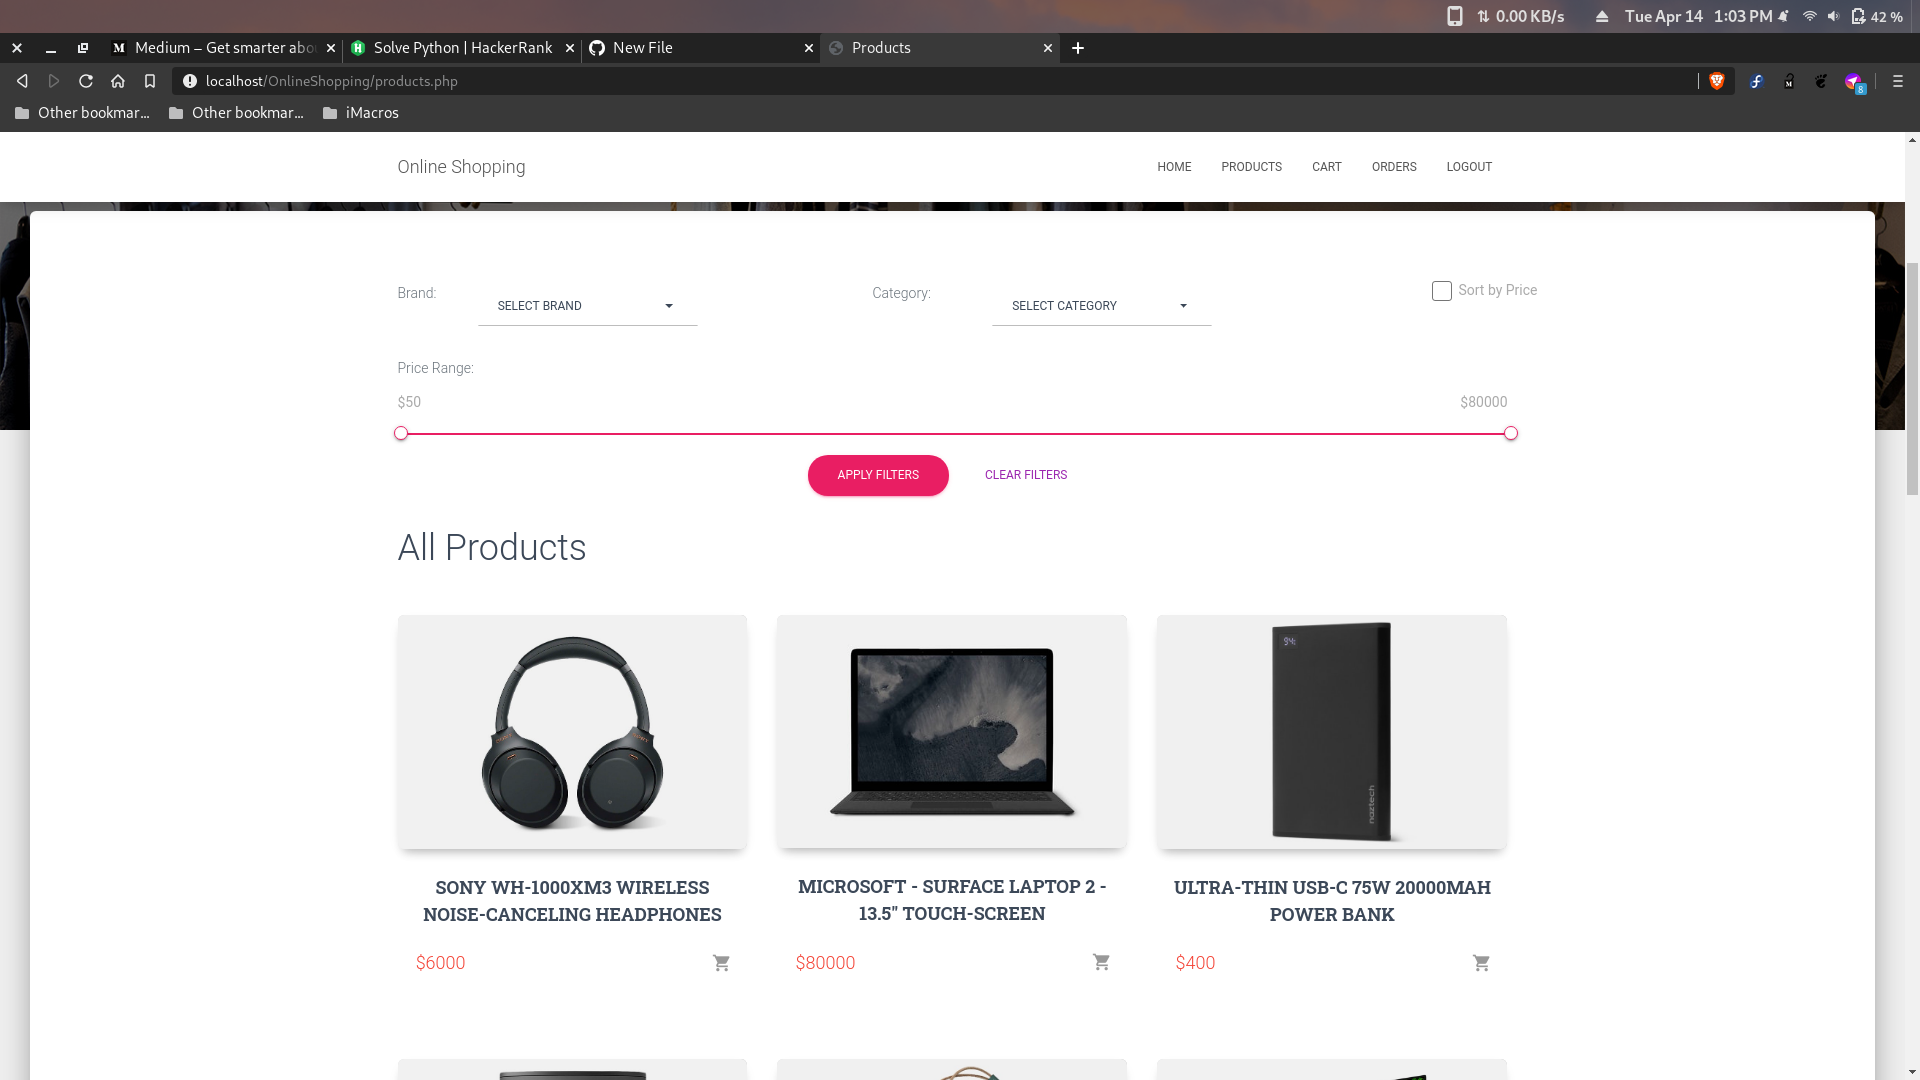 0.00 KB/s Tue Apr 14 1:03 PM 42 %
Medium – Get smarter abo Solve Python | HackerRank New File Products
localhost/OnlineShopping/products.php
8
Other bookmar... Other bookmar... iMacros
Online Shopping HOME PRODUCTS CART ORDERS LOGOUT
Brand: SELECT BRAND Category: SELECT CATEGORY Sort by Price
Price Range:
$50 $80000
APPLY FILTERS CLEAR FILTERS
All Products
94%
naztech
SONY WH-1000XM3 WIRELESS
NOISE-CANCELING HEADPHONES
$6000
MICROSOFT - SURFACE LAPTOP 2 -
13.5" TOUCH-SCREEN
$80000
ULTRA-THIN USB-C 75W 20000MAH
POWER BANK
$400